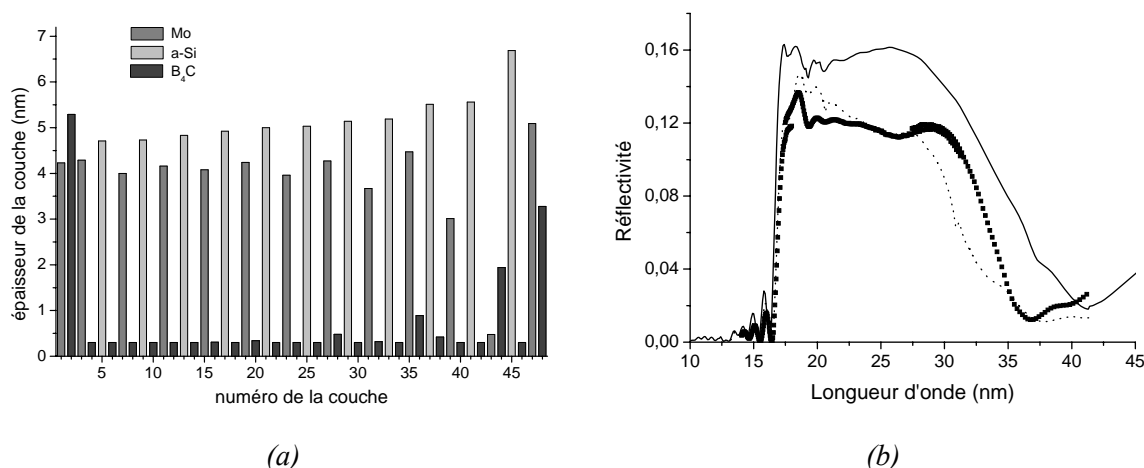 Mo
a-Si
B4C
épaisseur de la couche (nm)
7
6
5
4
3
2
1
0
5 10 15 20 25 30 35 40 45
numéro de la couche
(a)
Réflectivité
0,16
0,12
0,08
0,04
0,00
10 15 20 25 30 35 40 45
Longueur d'onde (nm)
(b)